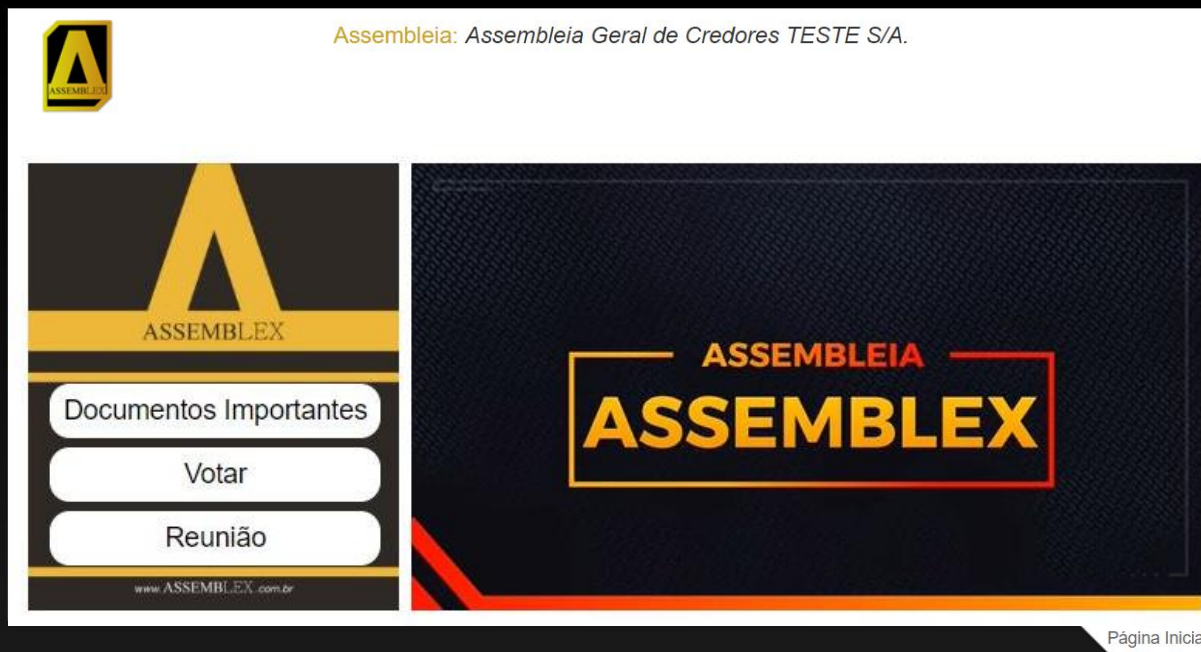 Assembleia: Assembleia Geral de Credores TESTE S/A.
ASSEMBLEX
ASSEMBLEX
Documentos Importantes
Votar
Reunião
www.ASSEMBLEX.com.br
ASSEMBLEIA
ASSEMBLEX
Página Inicia